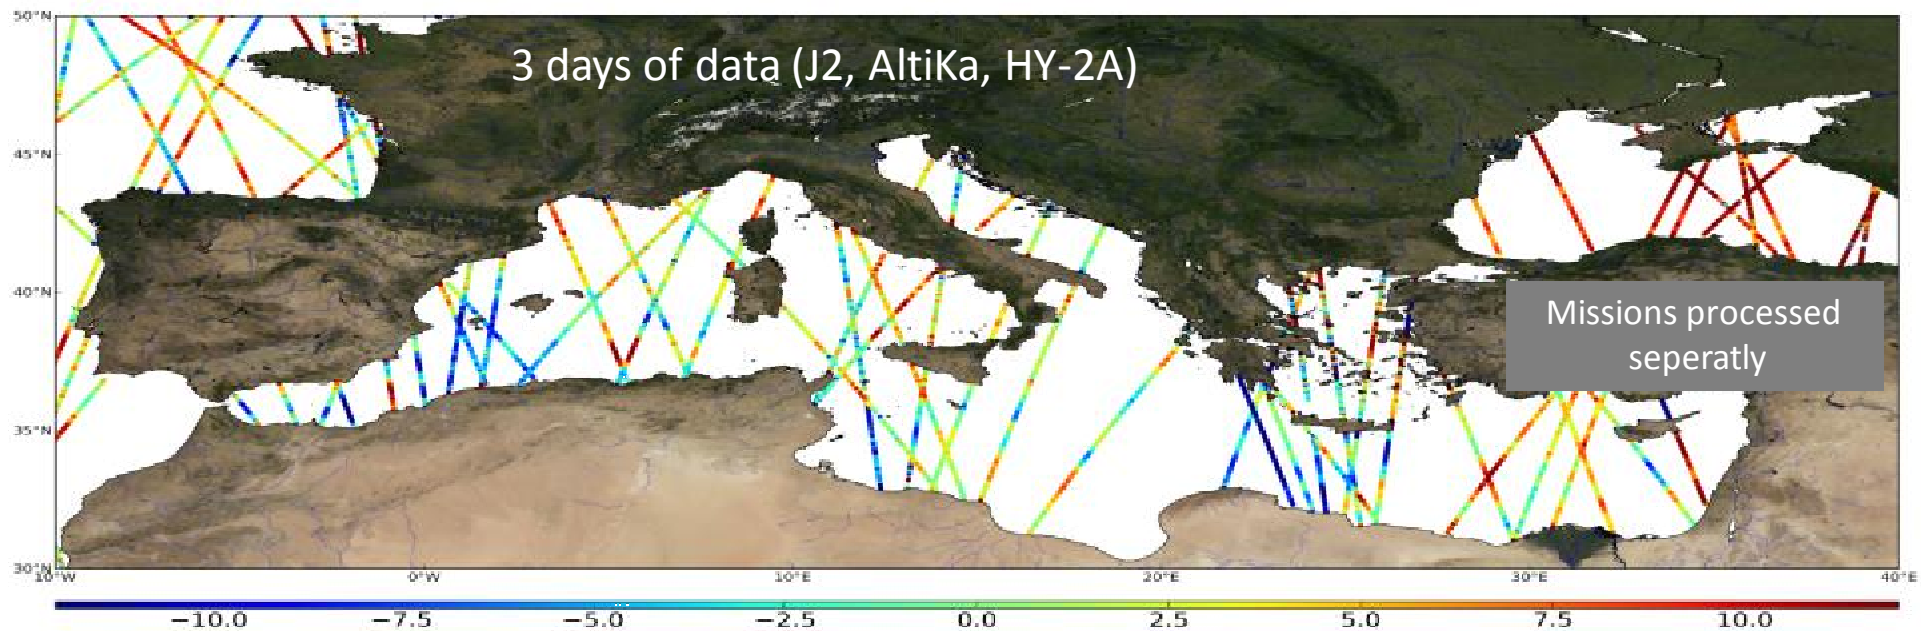 50°N
3 days of data (J2, AltiKa, HY-2A)
45°N
40°N
Missions processed
seperatly
35°N
30°N
10°W 0°W 10°E 20°E 30°E 40°E
−10.0 −7.5 −5.0 −2.5 0.0 2.5 5.0 7.5 10.0